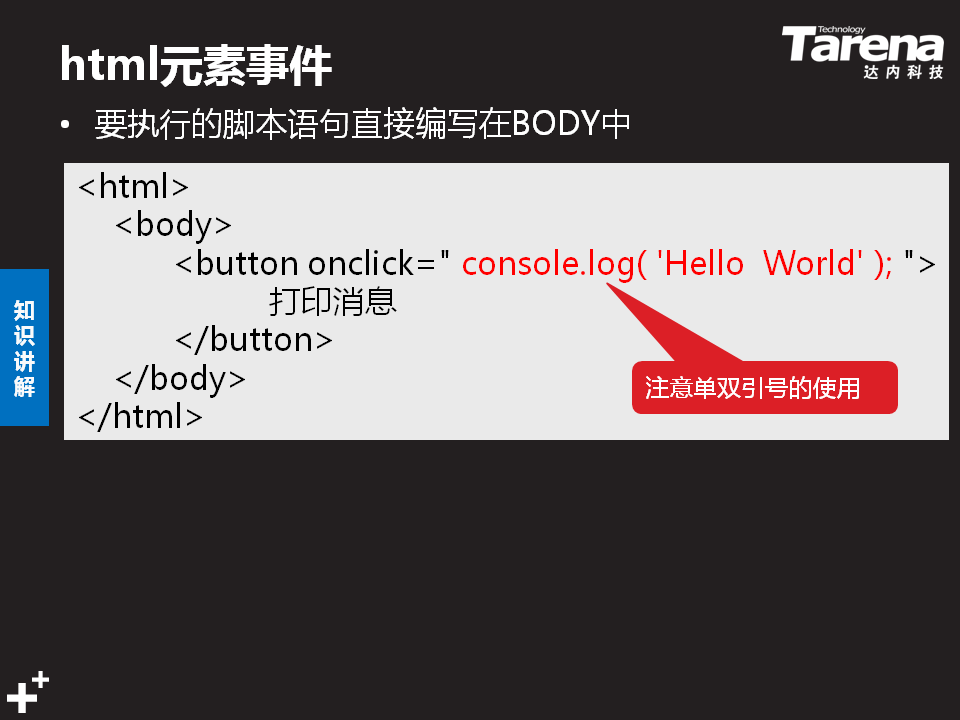 html元素事件
Technology
Tarena
达内科技
• 要执行的脚本语句直接编写在BODY中
<html>
<body>
<button onclick=" console.log( 'Hello  World' ); ">
打印消息
</button>
</body>
</html>
注意单双引号的使用
知识讲解